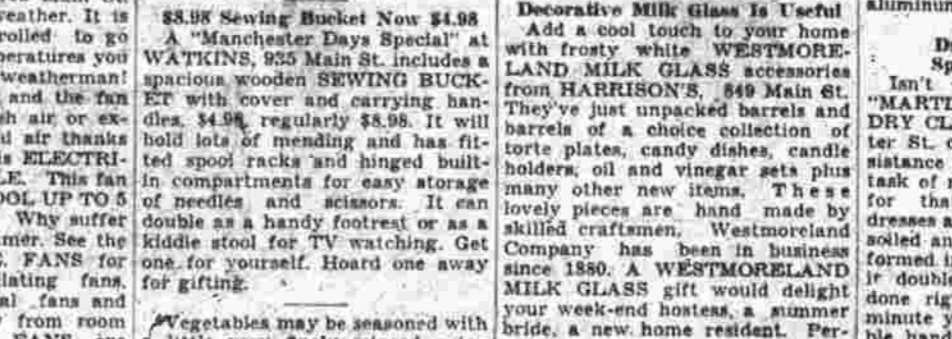 eather. It is
rolled to go
peratures you
weatherman!
and the fan
h air or ex-
d air thanks
s ELECTRI-
LE. This fan
OOL UP TO 5
Why suffer
mer. See the
FANS for
lating fans,
al fans and
from room
$8.98 Sewing Bucket Now $4.98
A "Manchester Days Special" at
WATKINS, 935 Main St. includes a
spacious wooden SEWING BUCK-
ET with cover and carrying han-
dles, $4.98, regularly $8.98. It will
hold lots of mending and has fit-
ted spool racks and hinged built-
in compartments for easy storage
of needles and scissors. It can
double as a handy footrest or as a
kiddie stool for TV watching. Get
one for yourself. Hoard one away
for gifting.
Vegetables may be seasoned with
Decorative Milk Glass Is Useful
Add a cool touch to your home
with frosty white WESTMORE-
LAND MILK GLASS accessories
from HARRISON'S, 849 Main St.
They've just unpacked barrels and
barrels of a choice collection of
torte plates, candy dishes, candle
holders, oil and vinegar sets plus
many other new items. These
lovely pieces are hand made by
skilled craftsmen. Westmoreland
Company has been in business
since 1880. A WESTMORELAND
MILK GLASS gift would delight
your week-end hostess, a summer
bride, a new home resident. Per-
aluminum
Sp
Isn't
"MARTI
DRY CL
ter St.
sistance
task of
for tha
dresses
soiled a
formed i
ir doubl
done ri
minute y